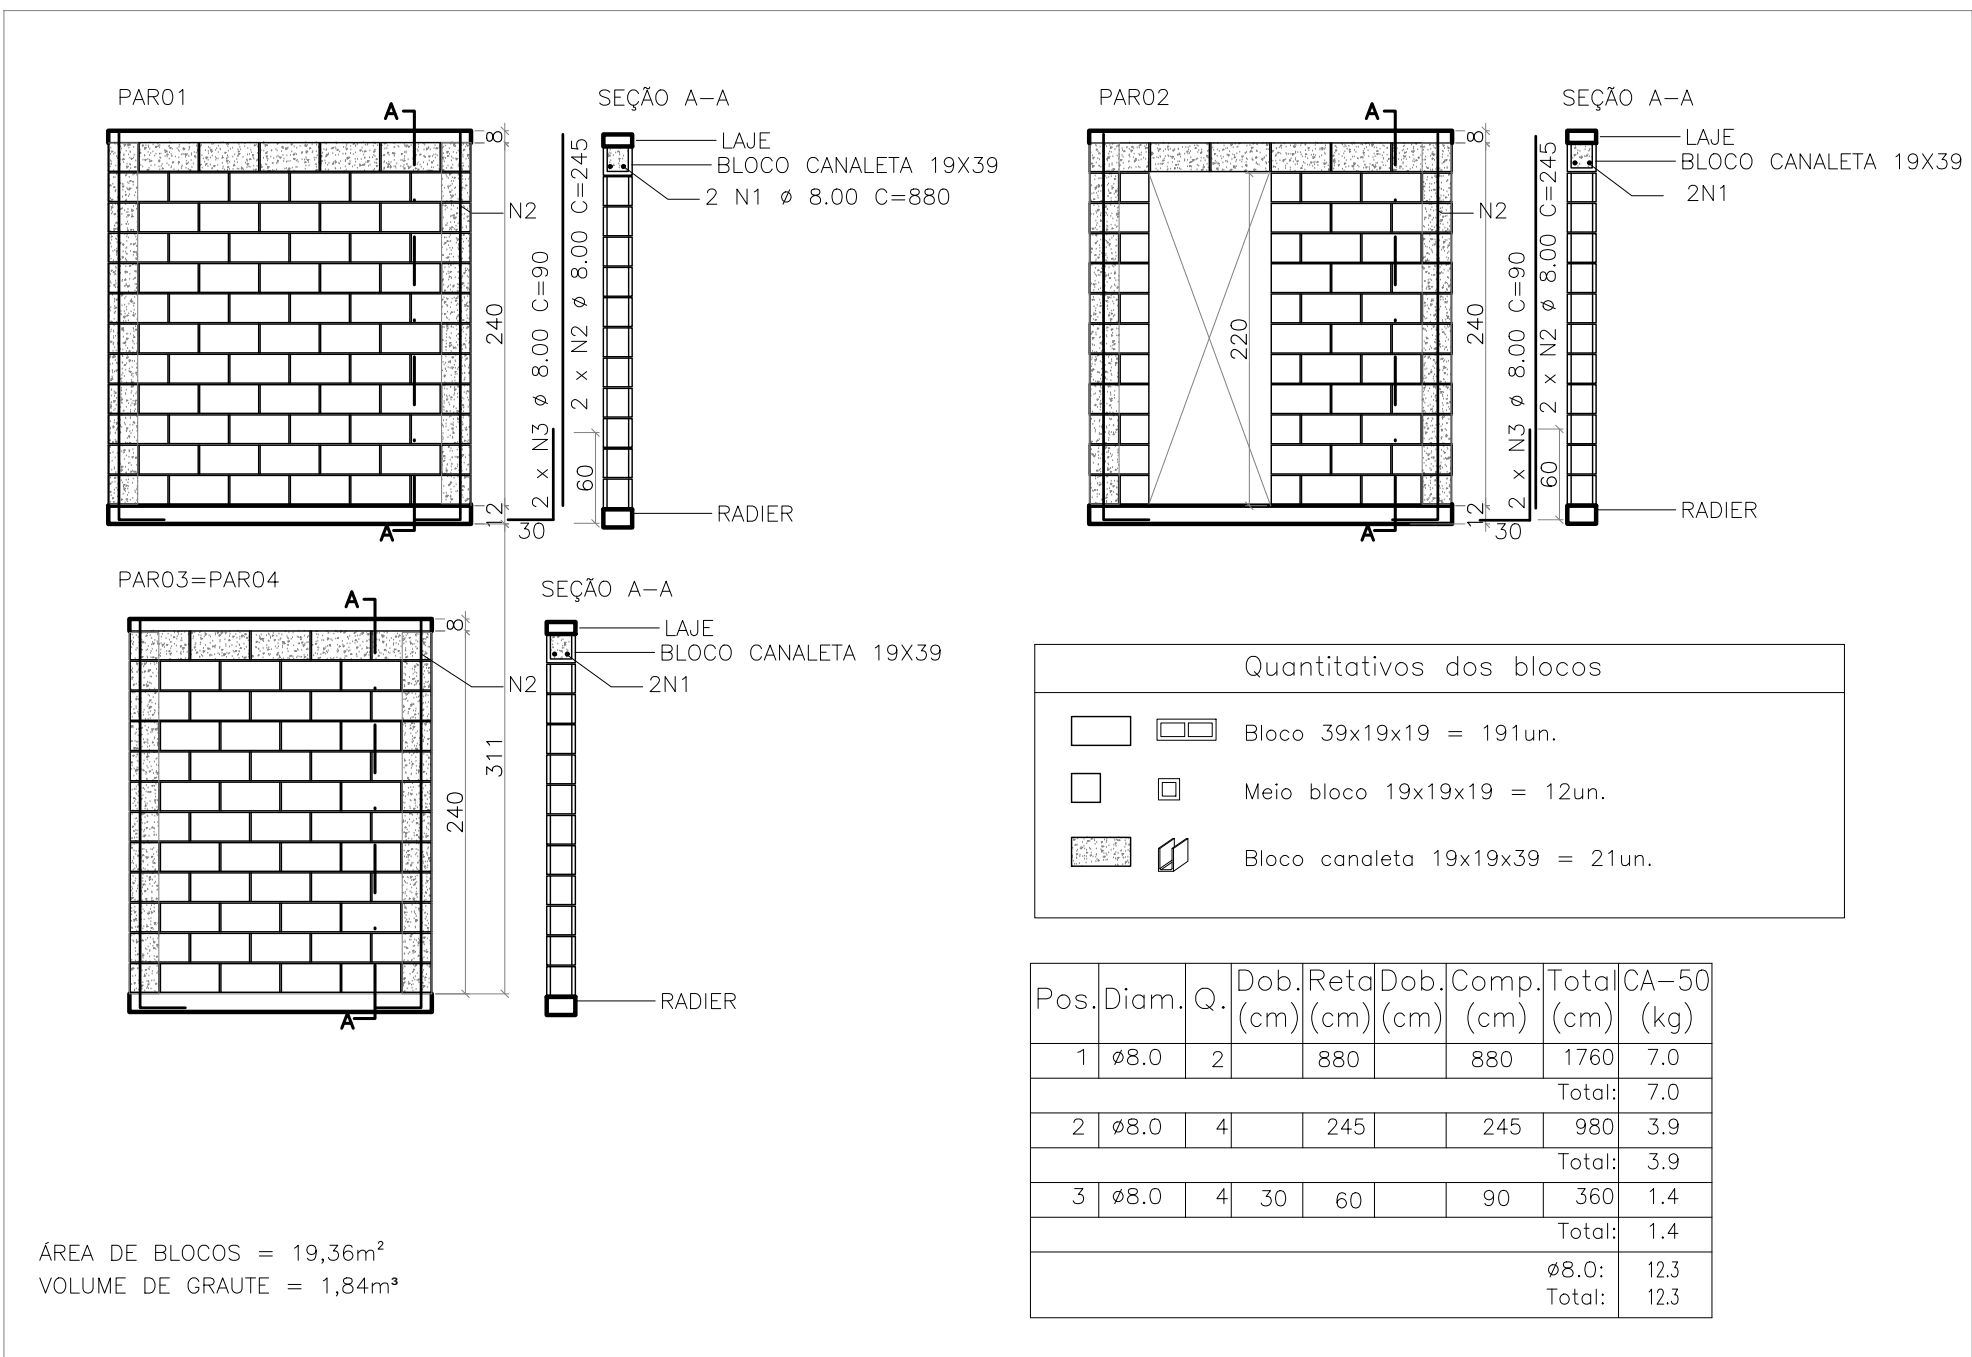 PAR01
A
SEÇÃO A-A
8
LAJE
BLOCO CANALETA 19X39
2 N1 ø 8.00 C=880
N2
240
2 x N3 ø 8.00 C=90
2 x N2 ø 8.00 C=245
60
12
30
RADIER
A
PAR02
A
SEÇÃO A-A
8
LAJE
BLOCO CANALETA 19X39
2N1
N2
220
240
2 x N3 ø 8.00 C=90
2 x N2 ø 8.00 C=245
60
12
30
RADIER
A
PAR03=PAR04
A
SEÇÃO A-A
8
LAJE
BLOCO CANALETA 19X39
2N1
N2
311
240
RADIER
A
Quantitativos dos blocos
Bloco 39x19x19 = 191un.
Meio bloco 19x19x19 = 12un.
Bloco canaleta 19x19x39 = 21un.
Pos. Diam. Q. Dob. (cm) Reta (cm) Dob. (cm) Comp. (cm) Total (cm) CA-50 (kg)
1 ø8.0 2 880 880 1760 7.0
Total: 7.0
2 ø8.0 4 245 245 980 3.9
Total: 3.9
3 ø8.0 4 30 60 90 360 1.4
Total: 1.4
ø8.0: 12.3
Total: 12.3
ÁREA DE BLOCOS = 19,36m²
VOLUME DE GRAUTE = 1,84m³